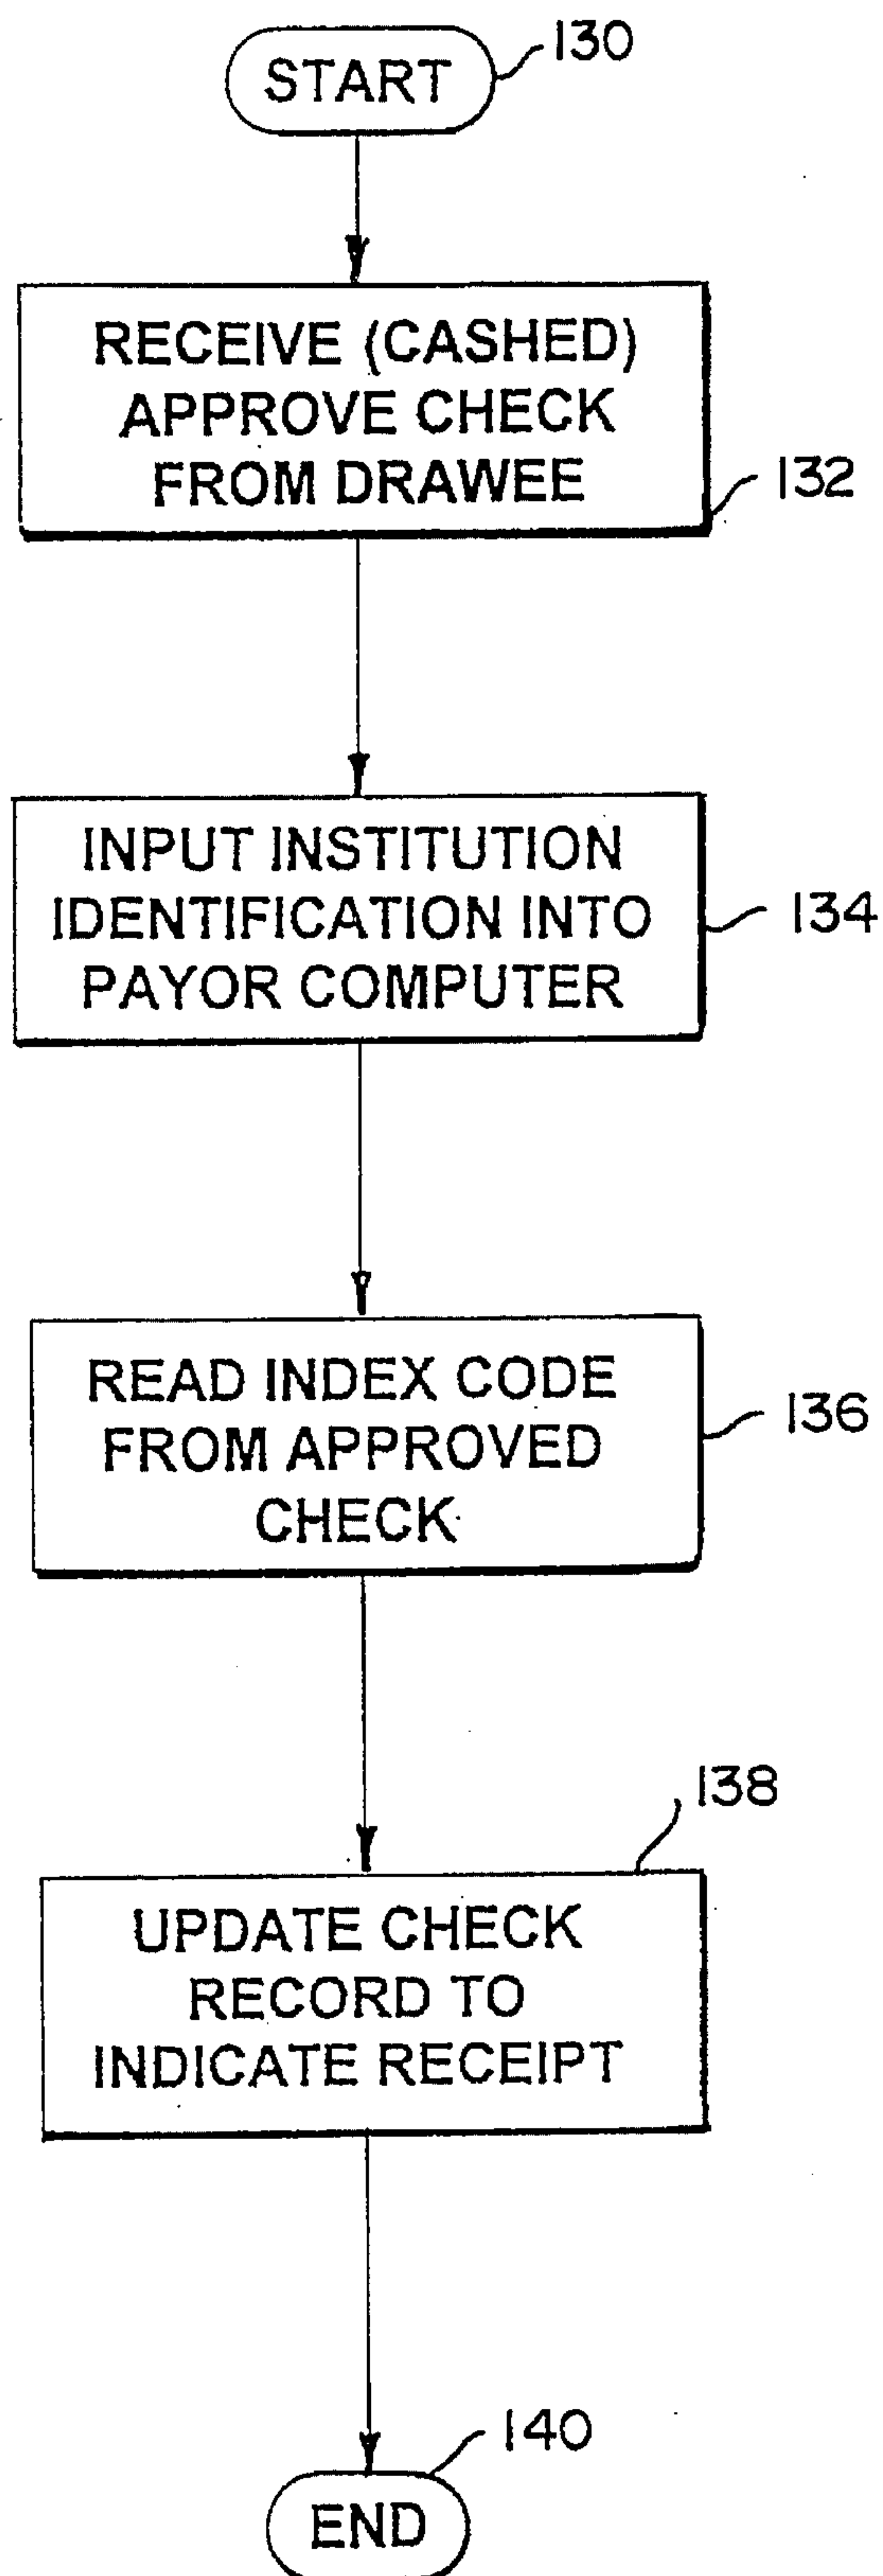 START
130
RECEIVE (CASHED)
APPROVE CHECK
FROM DRAWEE
132
INPUT INSTITUTION
IDENTIFICATION INTO
PAYOR COMPUTER
134
READ INDEX CODE
FROM APPROVED
CHECK
136
138
UPDATE CHECK
RECORD TO
INDICATE RECEIPT
140
END